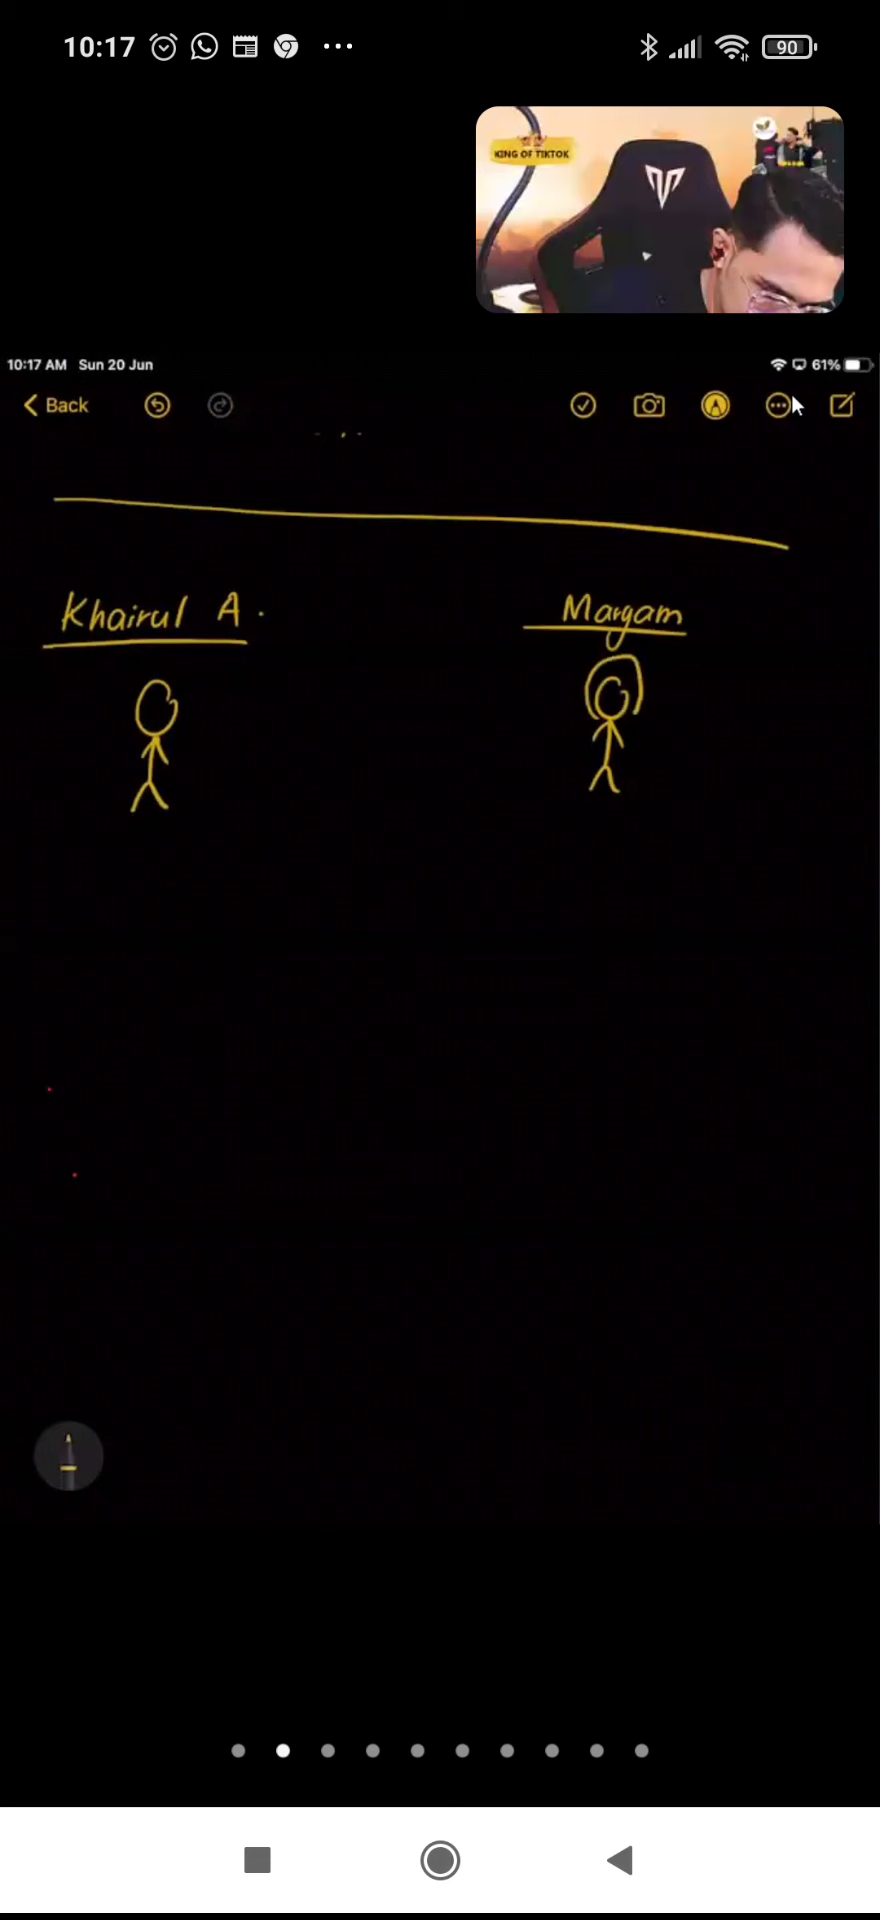 10:17
90
KING OF TIKTOK
10:17 AM Sun 20 Jun
61%
Back
Khairul A.
Maryam